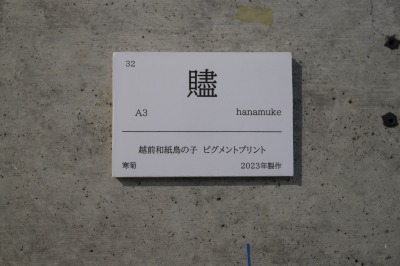 32
贐
A3 hanamuke
越前和紙鳥の子 ピグメントプリント
寒菊 2023年製作